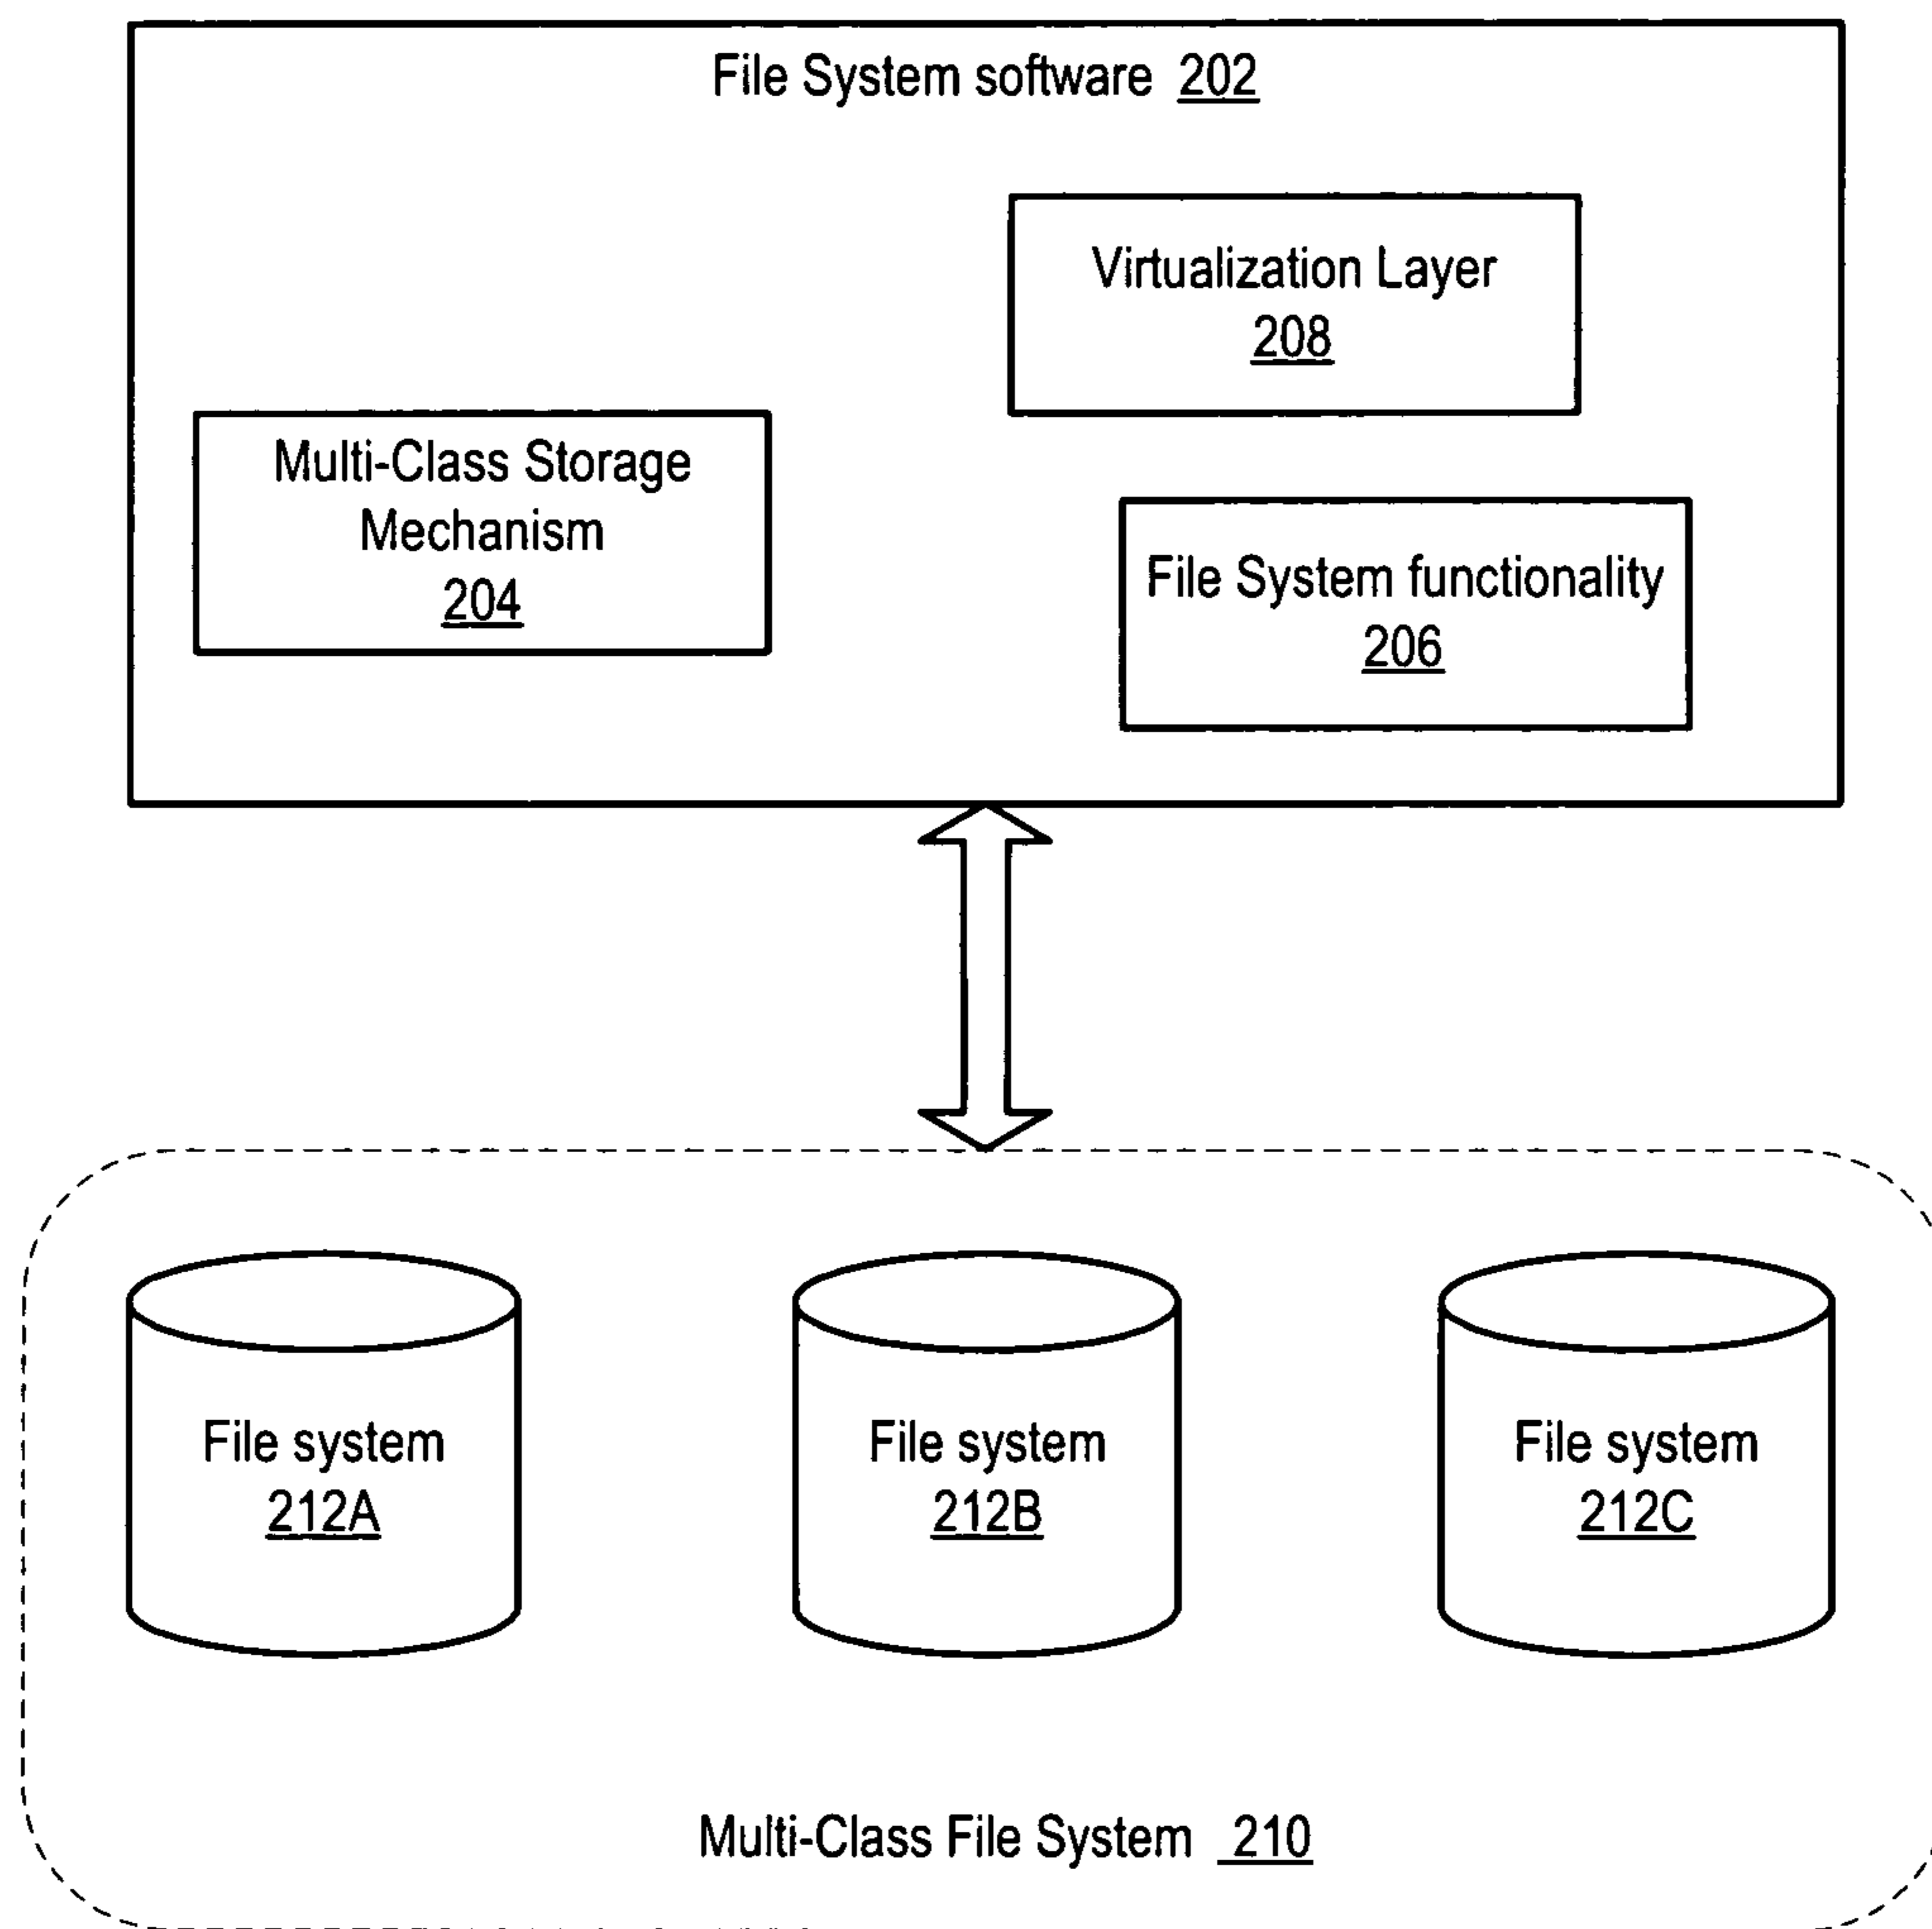 File System software 202
Virtualization Layer
208
Multi-Class Storage
Mechanism
204
File System functionality
206
File system
212A
File system
212B
File system
212C
Multi-Class File System 210